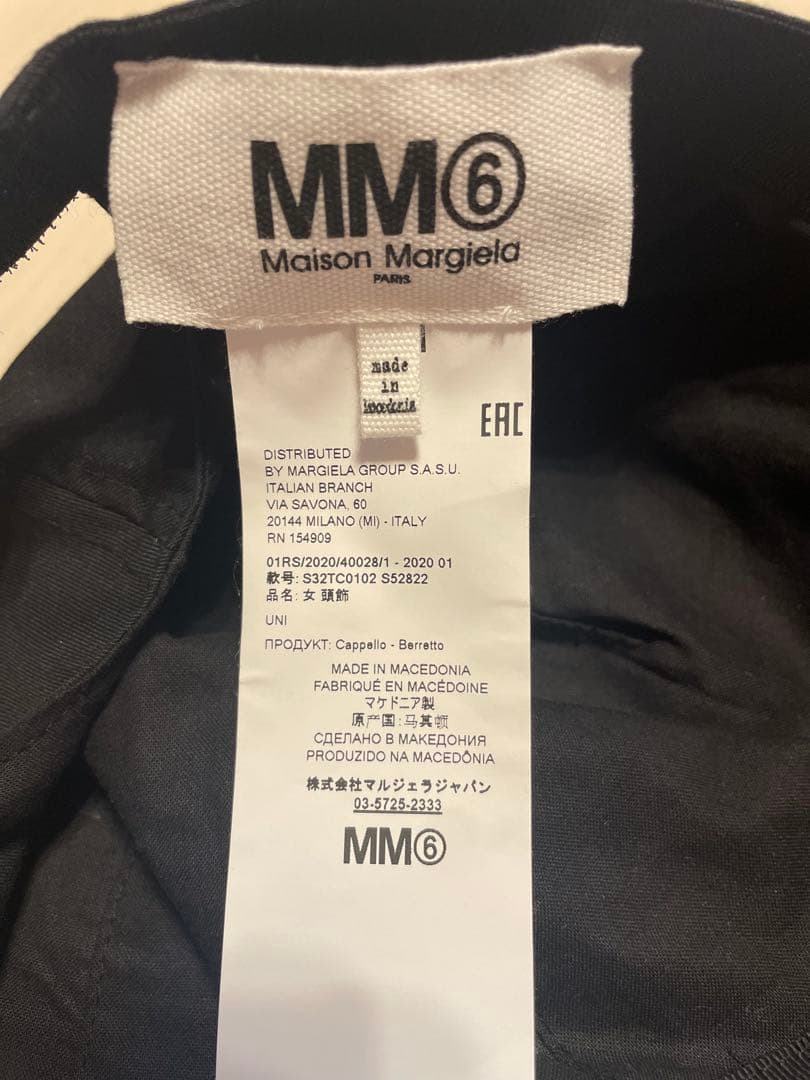 MM⑥
Maison Margiela
PARIS
made
in
EAC
DISTRIBUTED
BY MARGIELA GROUP S.A.S.U.
ITALIAN BRANCH
VIA SAVONA, 60
20144 MILANO (MI) - ITALY
RN 154909
01RS/2020/40028/1 - 2020 01
款号: S32TC0102 S52822
品名: 女 頭飾
UNI
ПРОДУКТ: Cappello - Berretto
MADE IN MACEDONIA
FABRIQUÉ EN MACÉDOINE
マケドニア製
原产国: 马其顿
СДЕЛАНО В МАКЕДОНИЯ
PRODUZIDO NA MACEDÔNIA
株式会社マルジェラジャパン
03-5725-2333
MM⑥